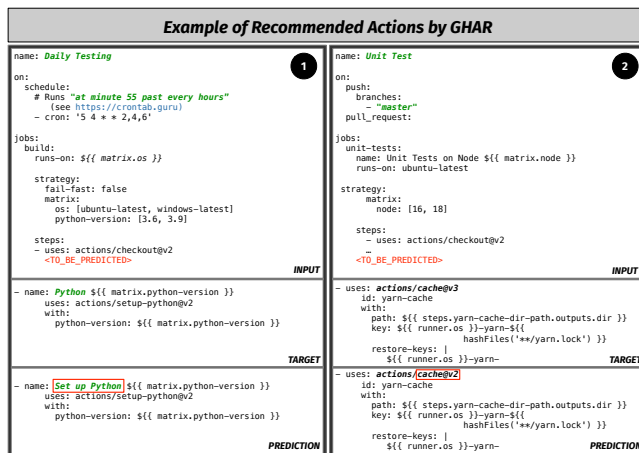 Example of Recommended Actions by GHAR
1
name: Daily Testing
on:
schedule:
# Runs "at minute 55 past every hours"
(see https://crontab.guru)
- cron: '5 4 * * 2,4,6'
jobs:
build:
runs-on: ${{ matrix.os }}
strategy:
fail-fast: false
matrix:
os: [ubuntu-latest, windows-latest]
python-version: [3.6, 3.9]
steps:
- uses: actions/checkout@v2
<TO_BE_PREDICTED>
INPUT
- name: Python ${{ matrix.python-version }}
uses: actions/setup-python@v2
with:
python-version: ${{ matrix.python-version }}
TARGET
- name: Set up Python ${{ matrix.python-version }}
uses: actions/setup-python@v2
with:
python-version: ${{ matrix.python-version }}
PREDICTION
2
name: Unit Test
on:
push:
branches:
- "master"
pull_request:
jobs:
unit-tests:
name: Unit Tests on Node ${{ matrix.node }}
runs-on: ubuntu-latest
strategy:
matrix:
node: [16, 18]
steps:
- uses: actions/checkout@v2
…
<TO_BE_PREDICTED>
INPUT
- uses: actions/cache@v3
id: yarn-cache
with:
path: ${{ steps.yarn-cache-dir-path.outputs.dir }}
key: ${{ runner.os }}-yarn-${{
hashFiles('**/yarn.lock') }}
restore-keys: |
${{ runner.os }}-yarn-
TARGET
- uses: actions/cache@v2
id: yarn-cache
with:
path: ${{ steps.yarn-cache-dir-path.outputs.dir }}
key: ${{ runner.os }}-yarn-${{
hashFiles('**/yarn.lock') }}
restore-keys: |
${{ runner.os }}-yarn-
PREDICTION